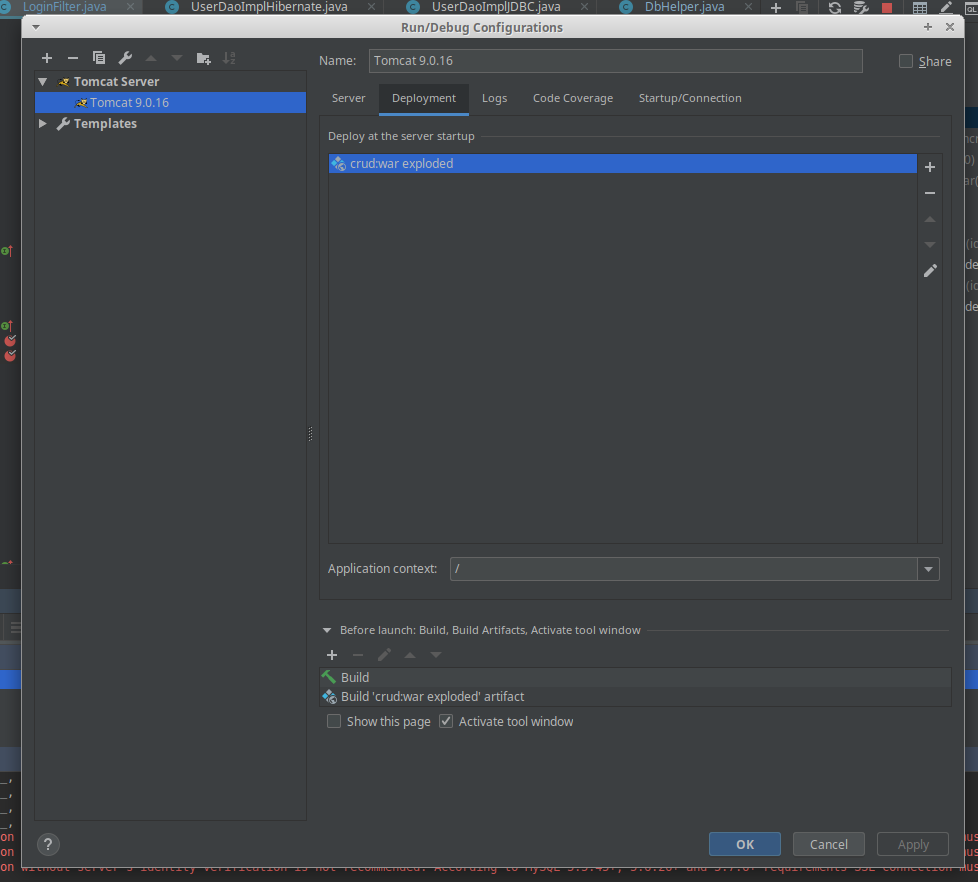 LoginFilter.java
UserDaoImplHibernate.java
UserDaoImplJDBC.java
DbHelper.java
Run/Debug Configurations
Name:
Tomcat 9.0.16
Share
Tomcat Server
Tomcat 9.0.16
Templates
Server
Deployment
Logs
Code Coverage
Startup/Connection
Deploy at the server startup
crud:war exploded
Application context:
/
Before launch: Build, Build Artifacts, Activate tool window
Build
Build 'crud:war exploded' artifact
Show this page
Activate tool window
?
OK
Cancel
Apply
on
on
on without server's identity verification is not recommended. According to MySQL 5.5.45+, 5.6.26+ and 5.7.6+ requirements SSL connection mus